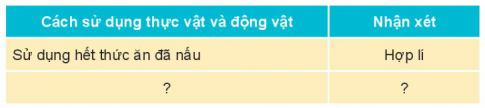 Cách sử dụng thực vật và động vật Nhận xét
Sử dụng hết thức ăn đã nấu Hợp lí
? ?